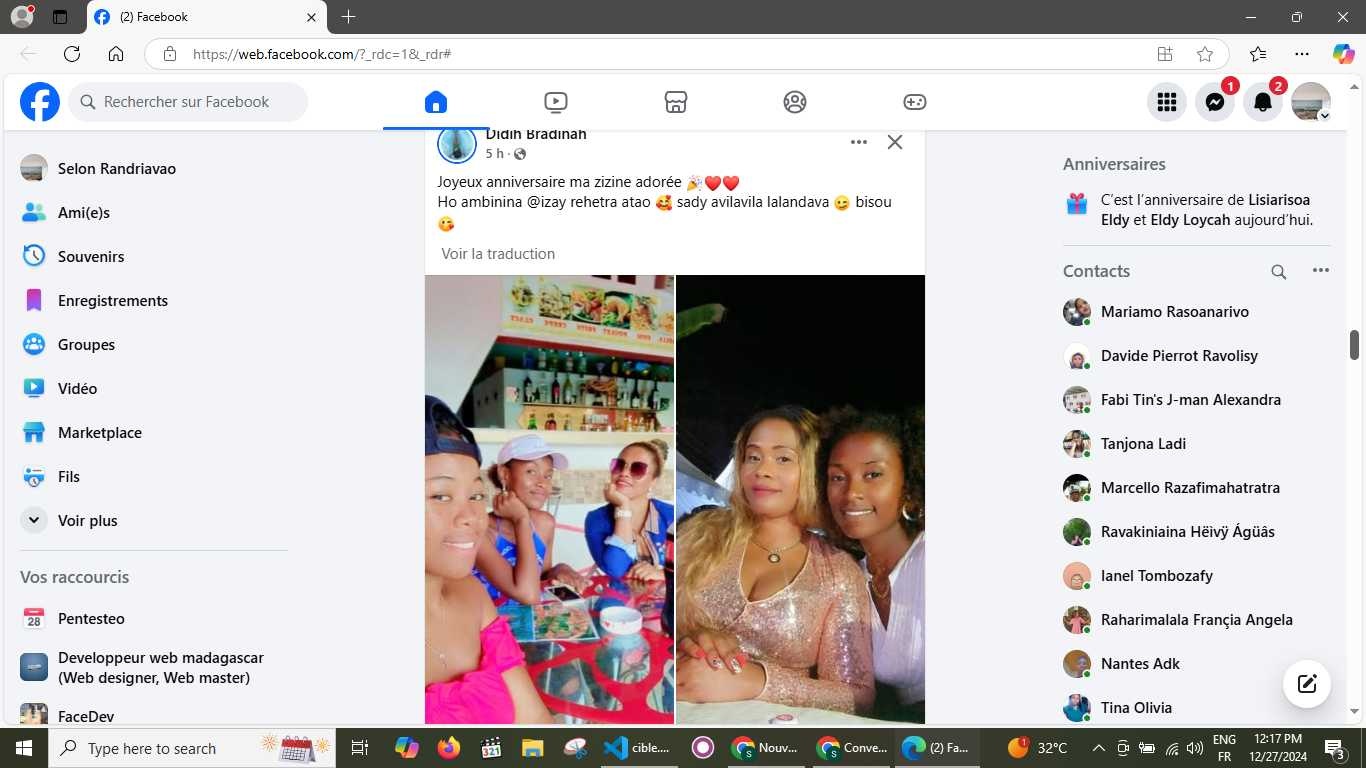 (2) Facebook
https://web.facebook.com/?_rdc=1&_rdr#
Rechercher sur Facebook
1
2
Selon Randriavao
Ami(e)s
Souvenirs
Enregistrements
Groupes
Vidéo
Marketplace
Fils
Voir plus
Vos raccourcis
28
Pentesteo
Developpeur web madagascar
(Web designer, Web master)
FaceDev
Didih Bradinah
5 h ·
Joyeux anniversaire ma zizine adorée 🎉❤️❤️
Ho ambinina @izay rehetra atao 🥰 sady avilavila lalandava 😉 bisou
😘
Voir la traduction
Anniversaires
C’est l’anniversaire de Lisiarisoa
Eldy et Eldy Loycah aujourd’hui.
Contacts
Mariamo Rasoanarivo
Davide Pierrot Ravolisy
Fabi Tin's J-man Alexandra
Tanjona Ladi
Marcello Razafimahatratra
Ravakiniaina Hëìvÿ Ágüâs
Ianel Tombozafy
Raharimalala Françia Angela
Nantes Adk
Tina Olivia
Type here to search
321
cible....
Nouv...
Conve...
(2) Fa...
1
32°C
ENG
FR
12:17 PM
12/27/2024
3